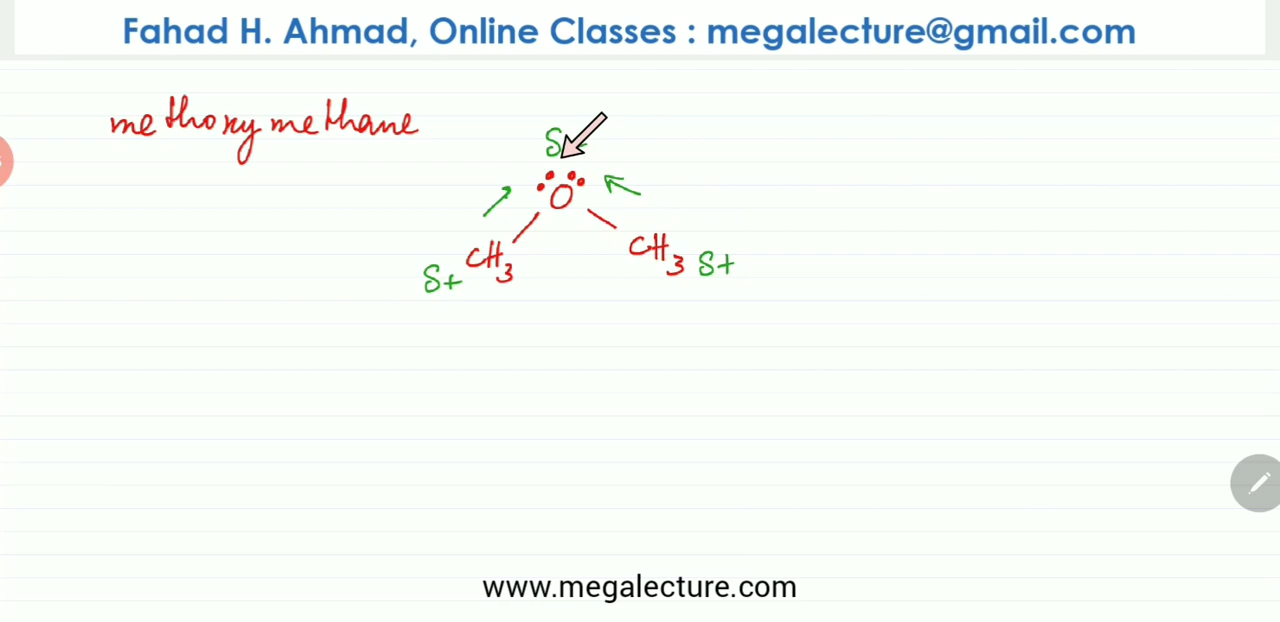 Fahad H. Ahmad, Online Classes : megalecture@gmail.com
methoxymethane
δ-
O
CH3 CH3
δ+ δ+
www.megalecture.com